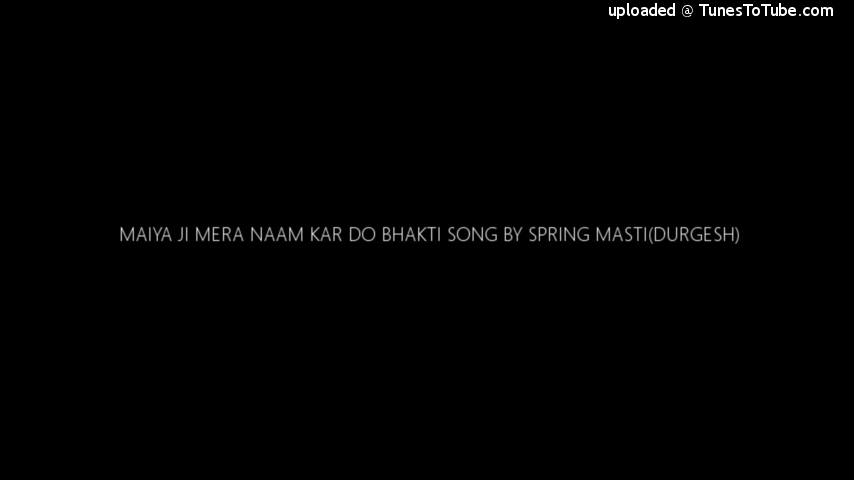 uploaded @ TunesToTube.com
MAIYA JI MERA NAAM KAR DO BHAKTI SONG BY SPRING MASTI(DURGESH)